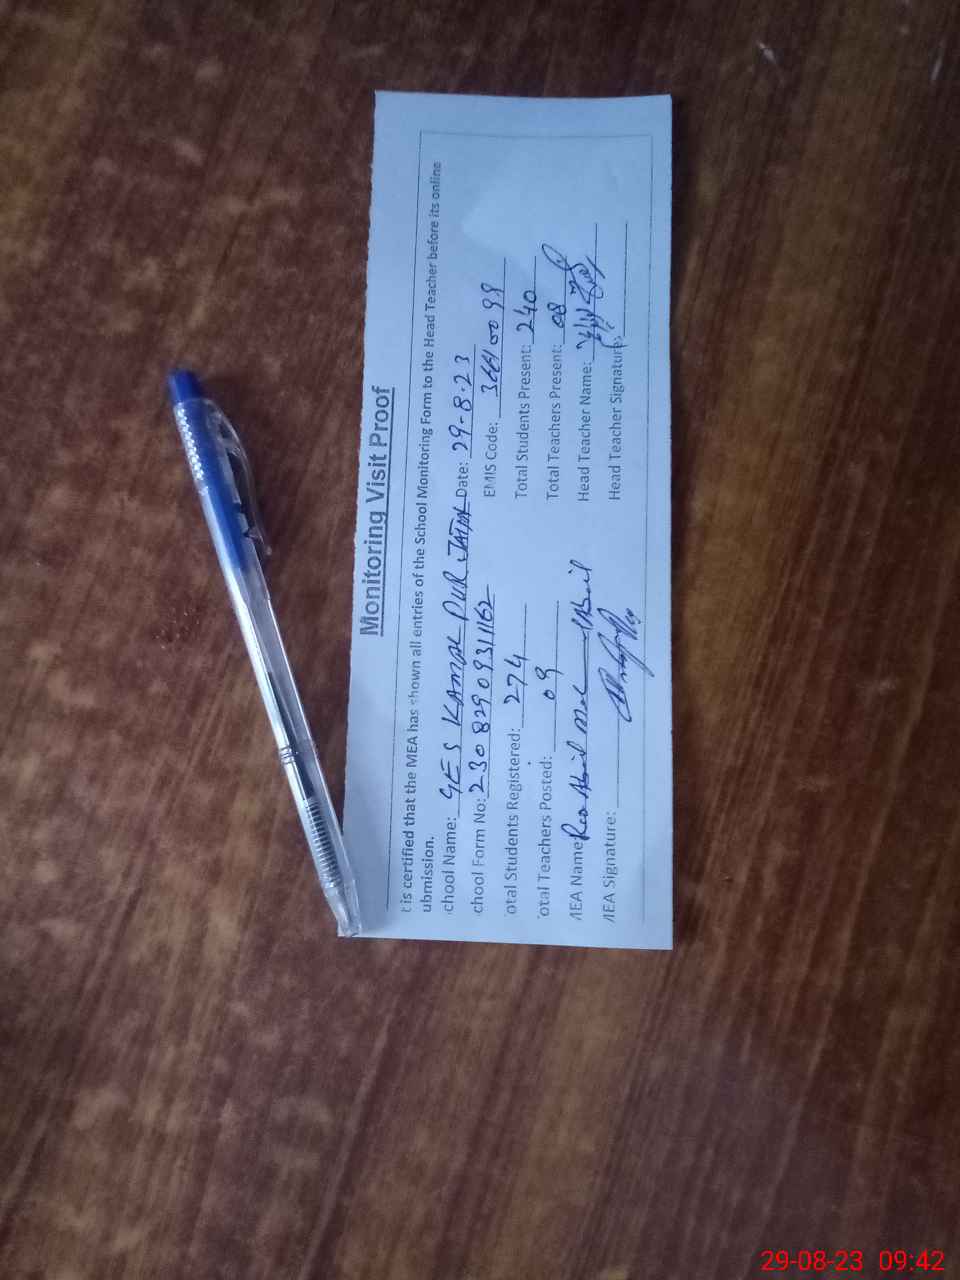 Monitoring Visit Proof
t is certified that the MEA has shown all entries of the School Monitoring Form to the Head Teacher before its online
ubmission.
chool Name: GES KAMAL PUR JATAL Date: 29-8-23
chool Form No: 2308290931162 EMIS Code: 36610098
otal Students Registered: 274 Total Students Present: 240
otal Teachers Posted: 09 Total Teachers Present: 08
MEA Name: Head Teacher Name:
MEA Signature: Head Teacher Signature:
29-08-23 09:42